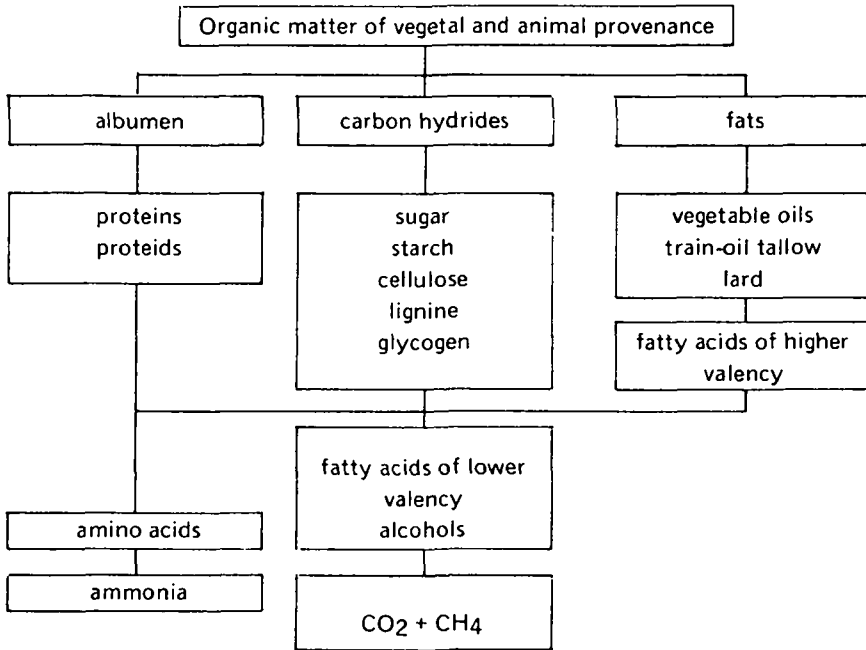 Organic matter of vegetal and animal provenance
albumen
carbon hydrides
fats
proteins
proteids
sugar
starch
cellulose
lignine
glycogen
vegetable oils
train-oil tallow
lard
fatty acids of higher
valency
fatty acids of lower
valency
alcohols
amino acids
ammonia
CO2 + CH4